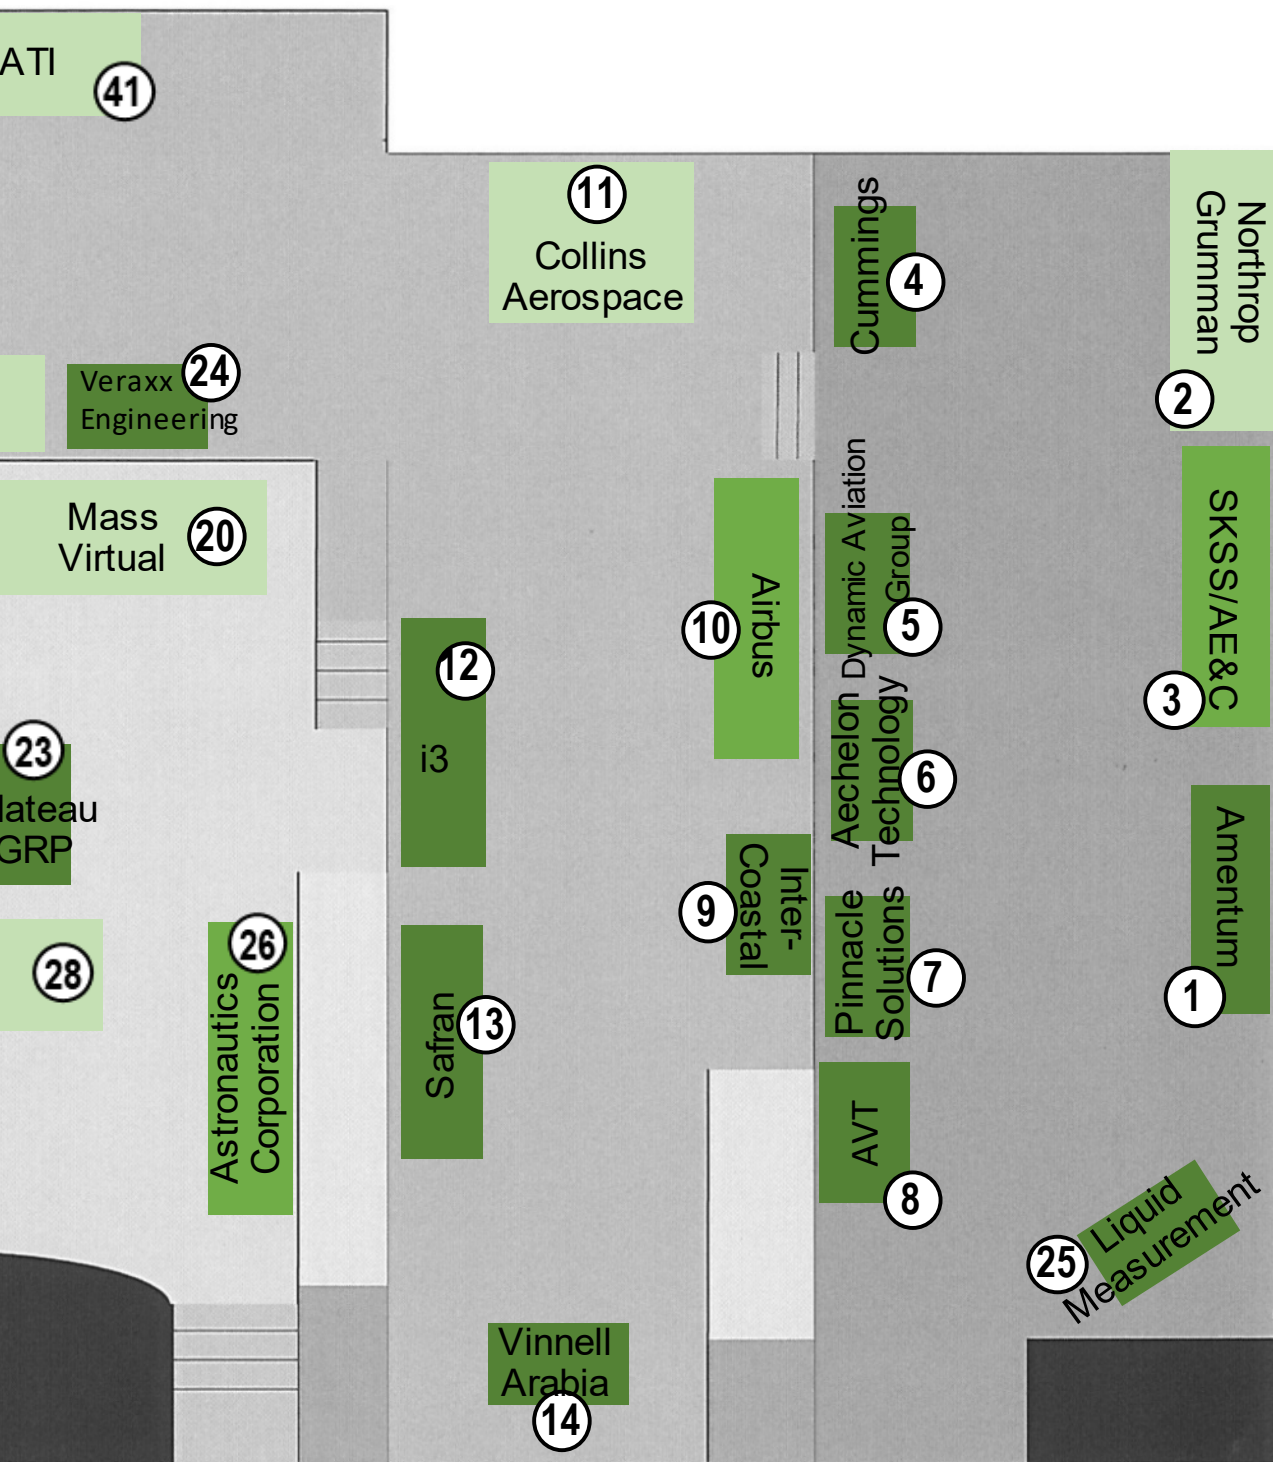 ATI
41
11
Collins
Aerospace
Cummings
4
Northrop
Grumman
2
Veraxx
Engineering
24
Mass
Virtual
20
Airbus
10
Dynamic Aviation
Group
5
SKSS/AE&C
3
12
i3
Aechelon
Technology
6
23
lateau
GRP
Inter-
Coastal
9
Pinnacle
Solutions
7
Amentum
1
28
26
Astronautics
Corporation
Safran
13
AVT
8
Liquid
Measurement
25
Vinnell
Arabia
14